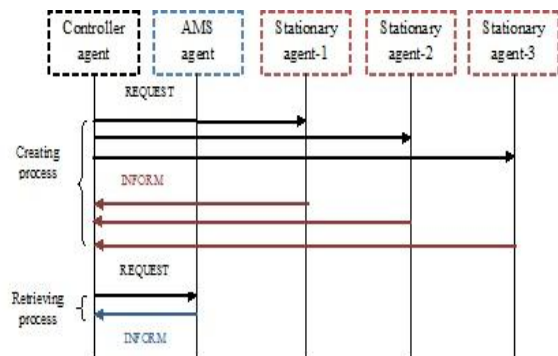 Controller
agent
AMS
agent
Stationary
agent-1
Stationary
agent-2
Stationary
agent-3
REQUEST
Creating
process
INFORM
REQUEST
Retrieving
process
INFORM